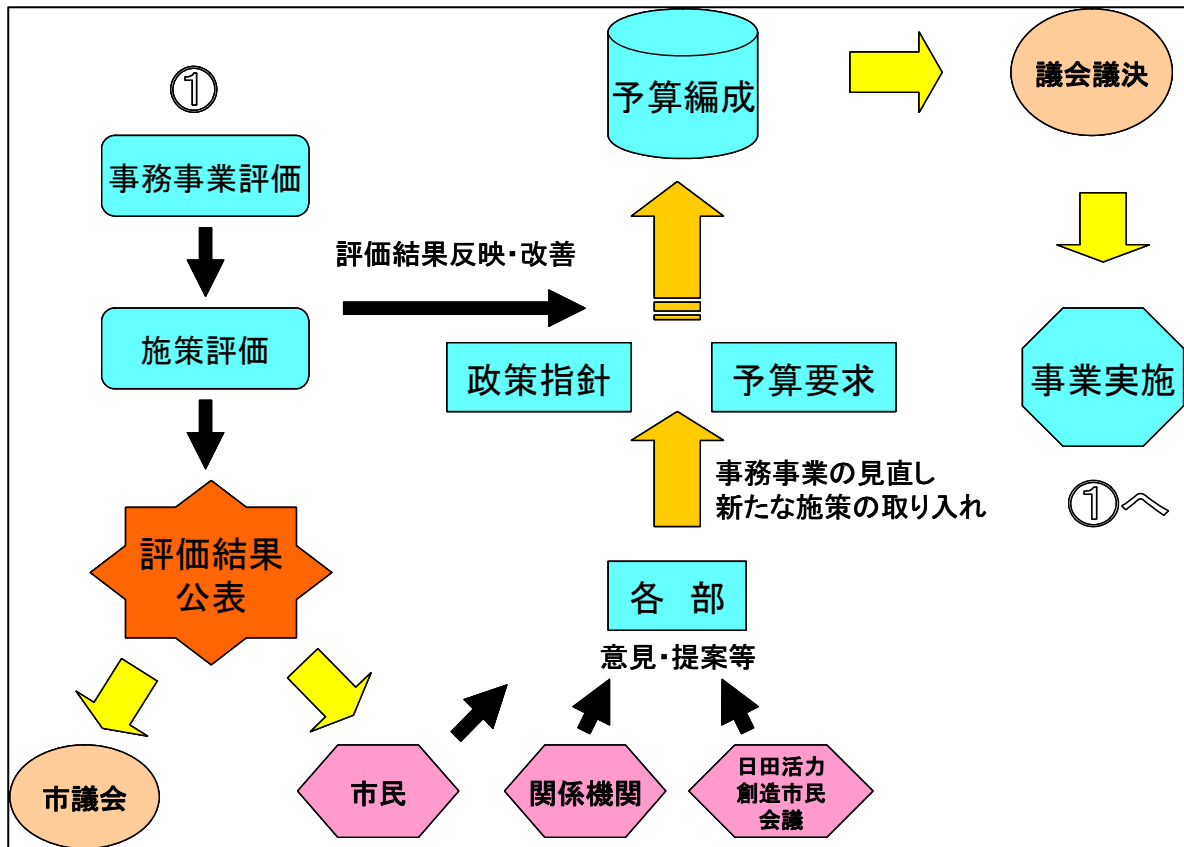 ①
事務事業評価
施策評価
評価結果
公表
市議会
評価結果反映・改善
予算編成
議会議決
政策指針
予算要求
事業実施
①へ
事務事業の見直し
新たな施策の取り入れ
各 部
意見・提案等
市民
関係機関
日田活力
創造市民
会議